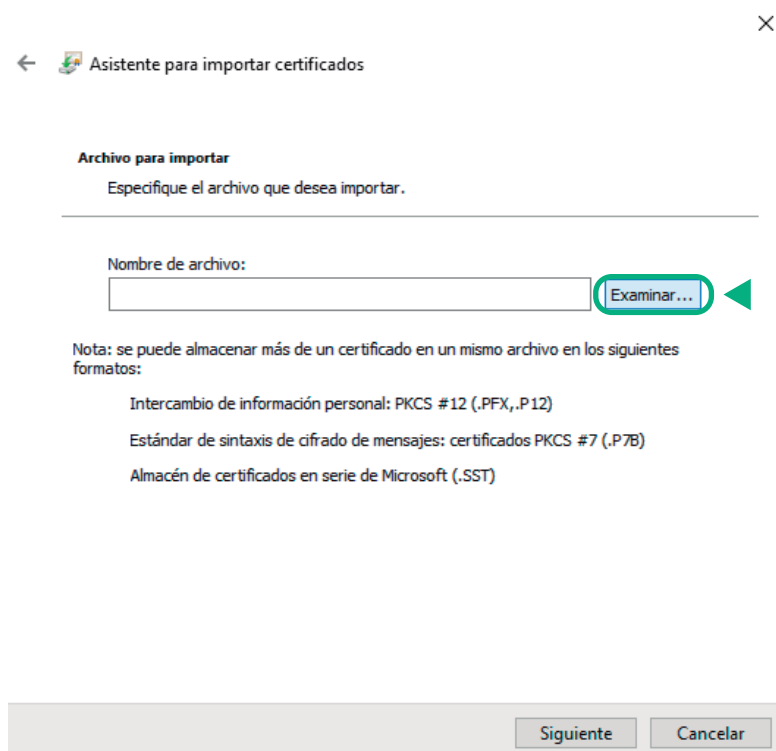 Asistente para importar certificados
Archivo para importar
Especifique el archivo que desea importar.
Nombre de archivo:
Examinar...
Nota: se puede almacenar más de un certificado en un mismo archivo en los siguientes
formatos:
Intercambio de información personal: PKCS #12 (.PFX,.P12)
Estándar de sintaxis de cifrado de mensajes: certificados PKCS #7 (.P7B)
Almacén de certificados en serie de Microsoft (.SST)
Siguiente Cancelar